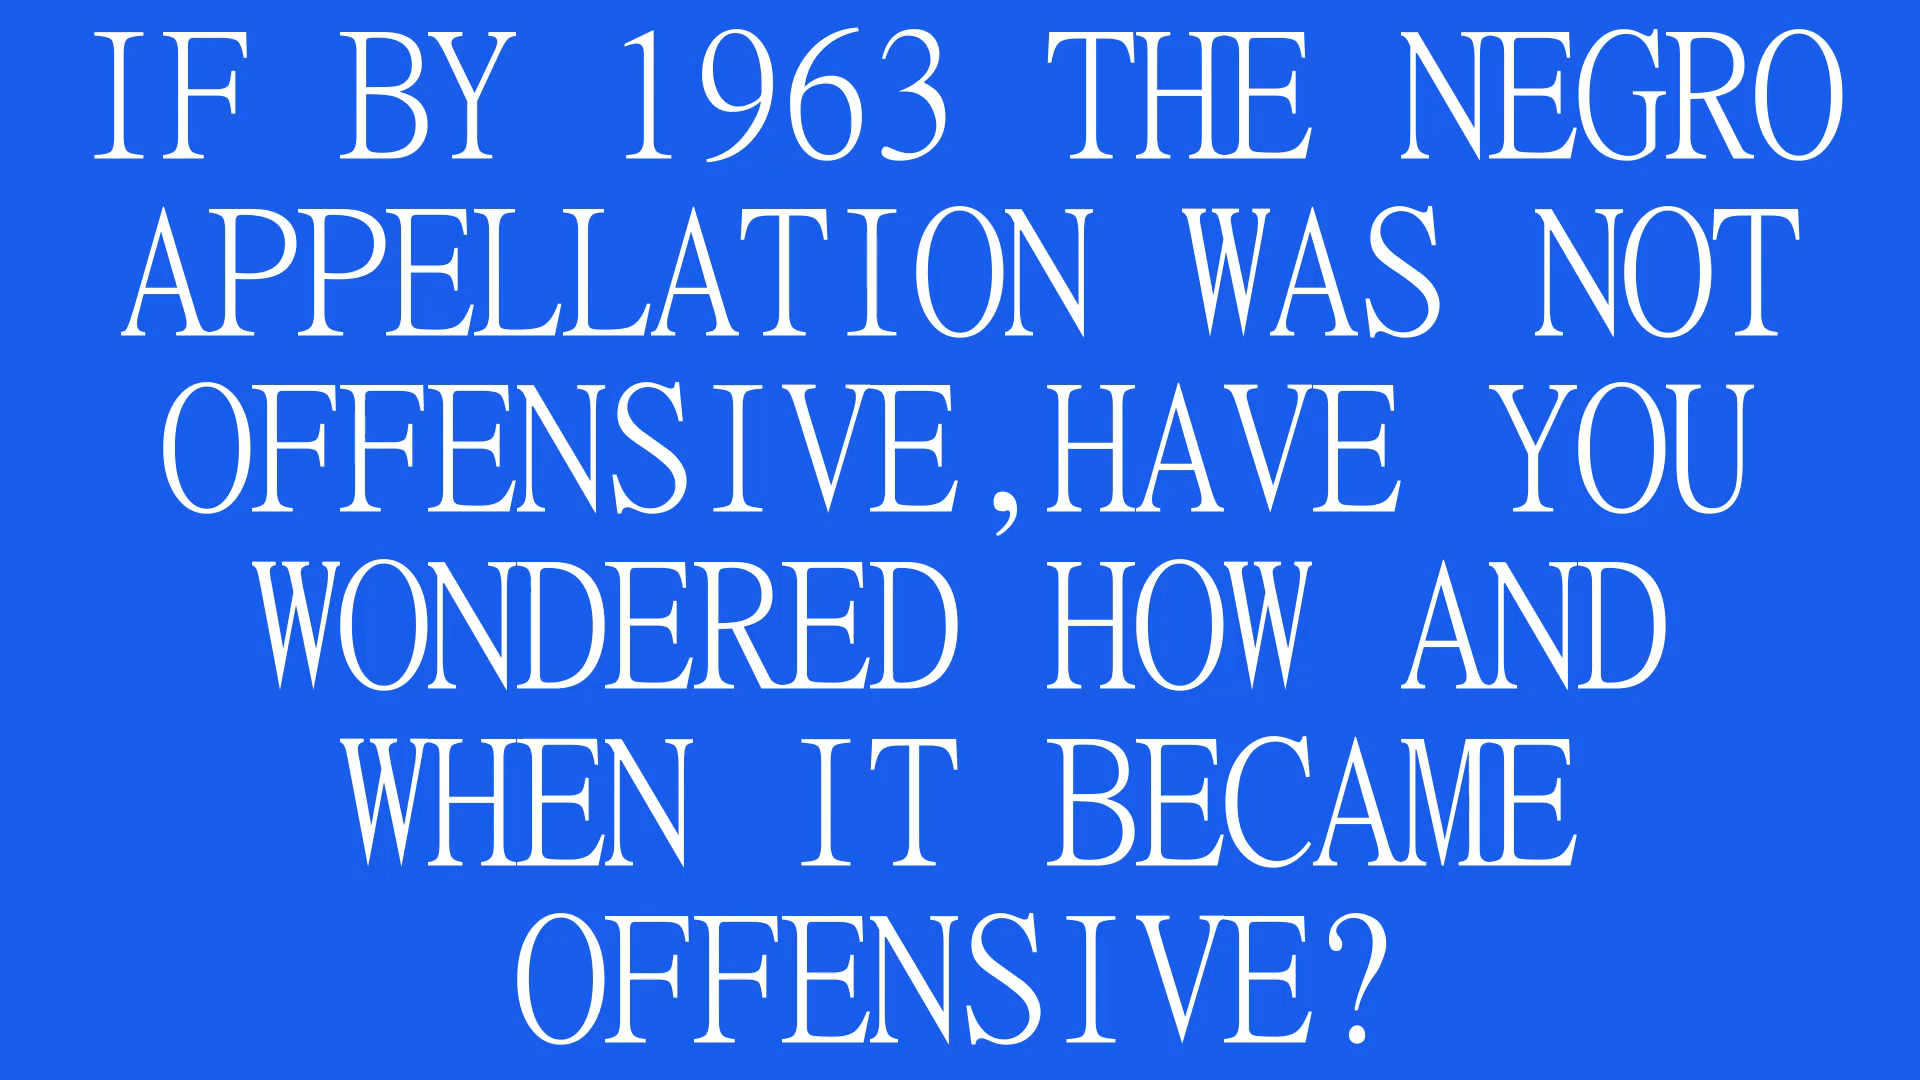 IF BY 1963 THE NEGRO
APPELLATION WAS NOT
OFFENSIVE,HAVE YOU
WONDERED HOW AND
WHEN IT BECAME
OFFENSIVE?